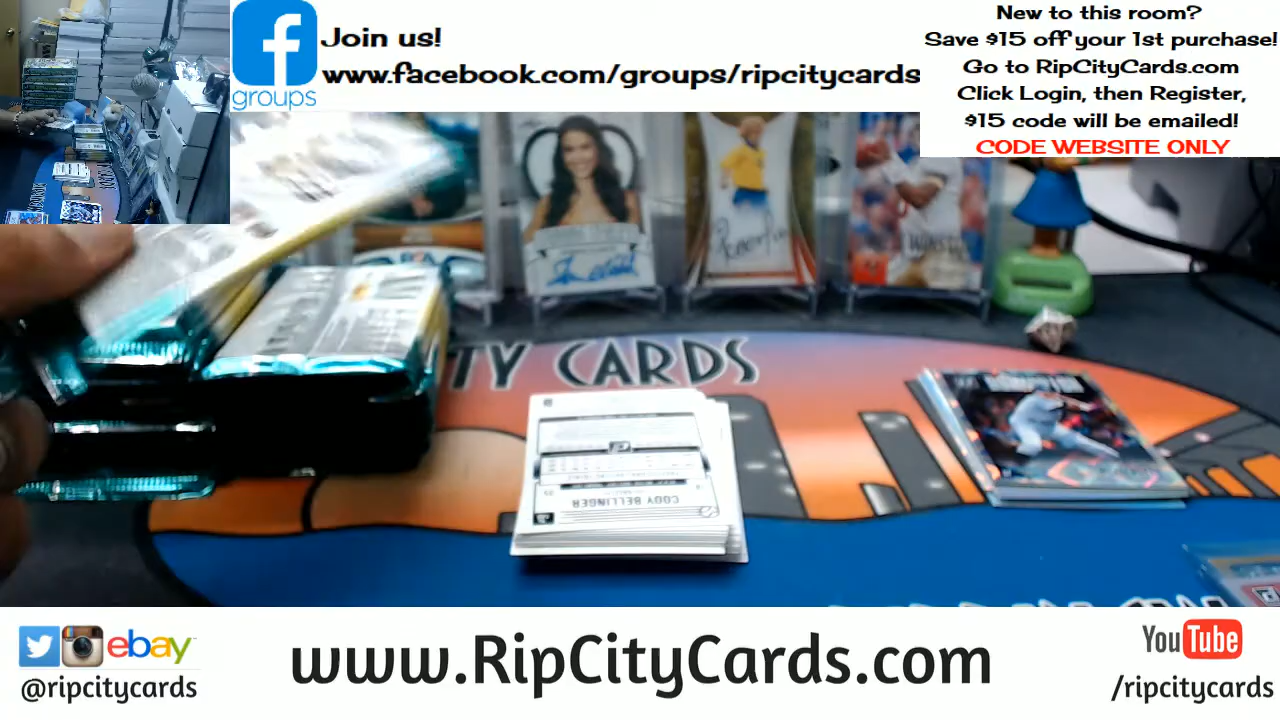 Join us!
www.facebook.com/groups/ripcitycards
groups
New to this room?
Save $15 off your 1st purchase!
Go to RipCityCards.com
Click Login, then Register,
$15 code will be emailed!
CODE WEBSITE ONLY
TY CARDS
CODY BELLINGER
ebay
@ripcitycards
www.RipCityCards.com
YouTube
/ripcitycards